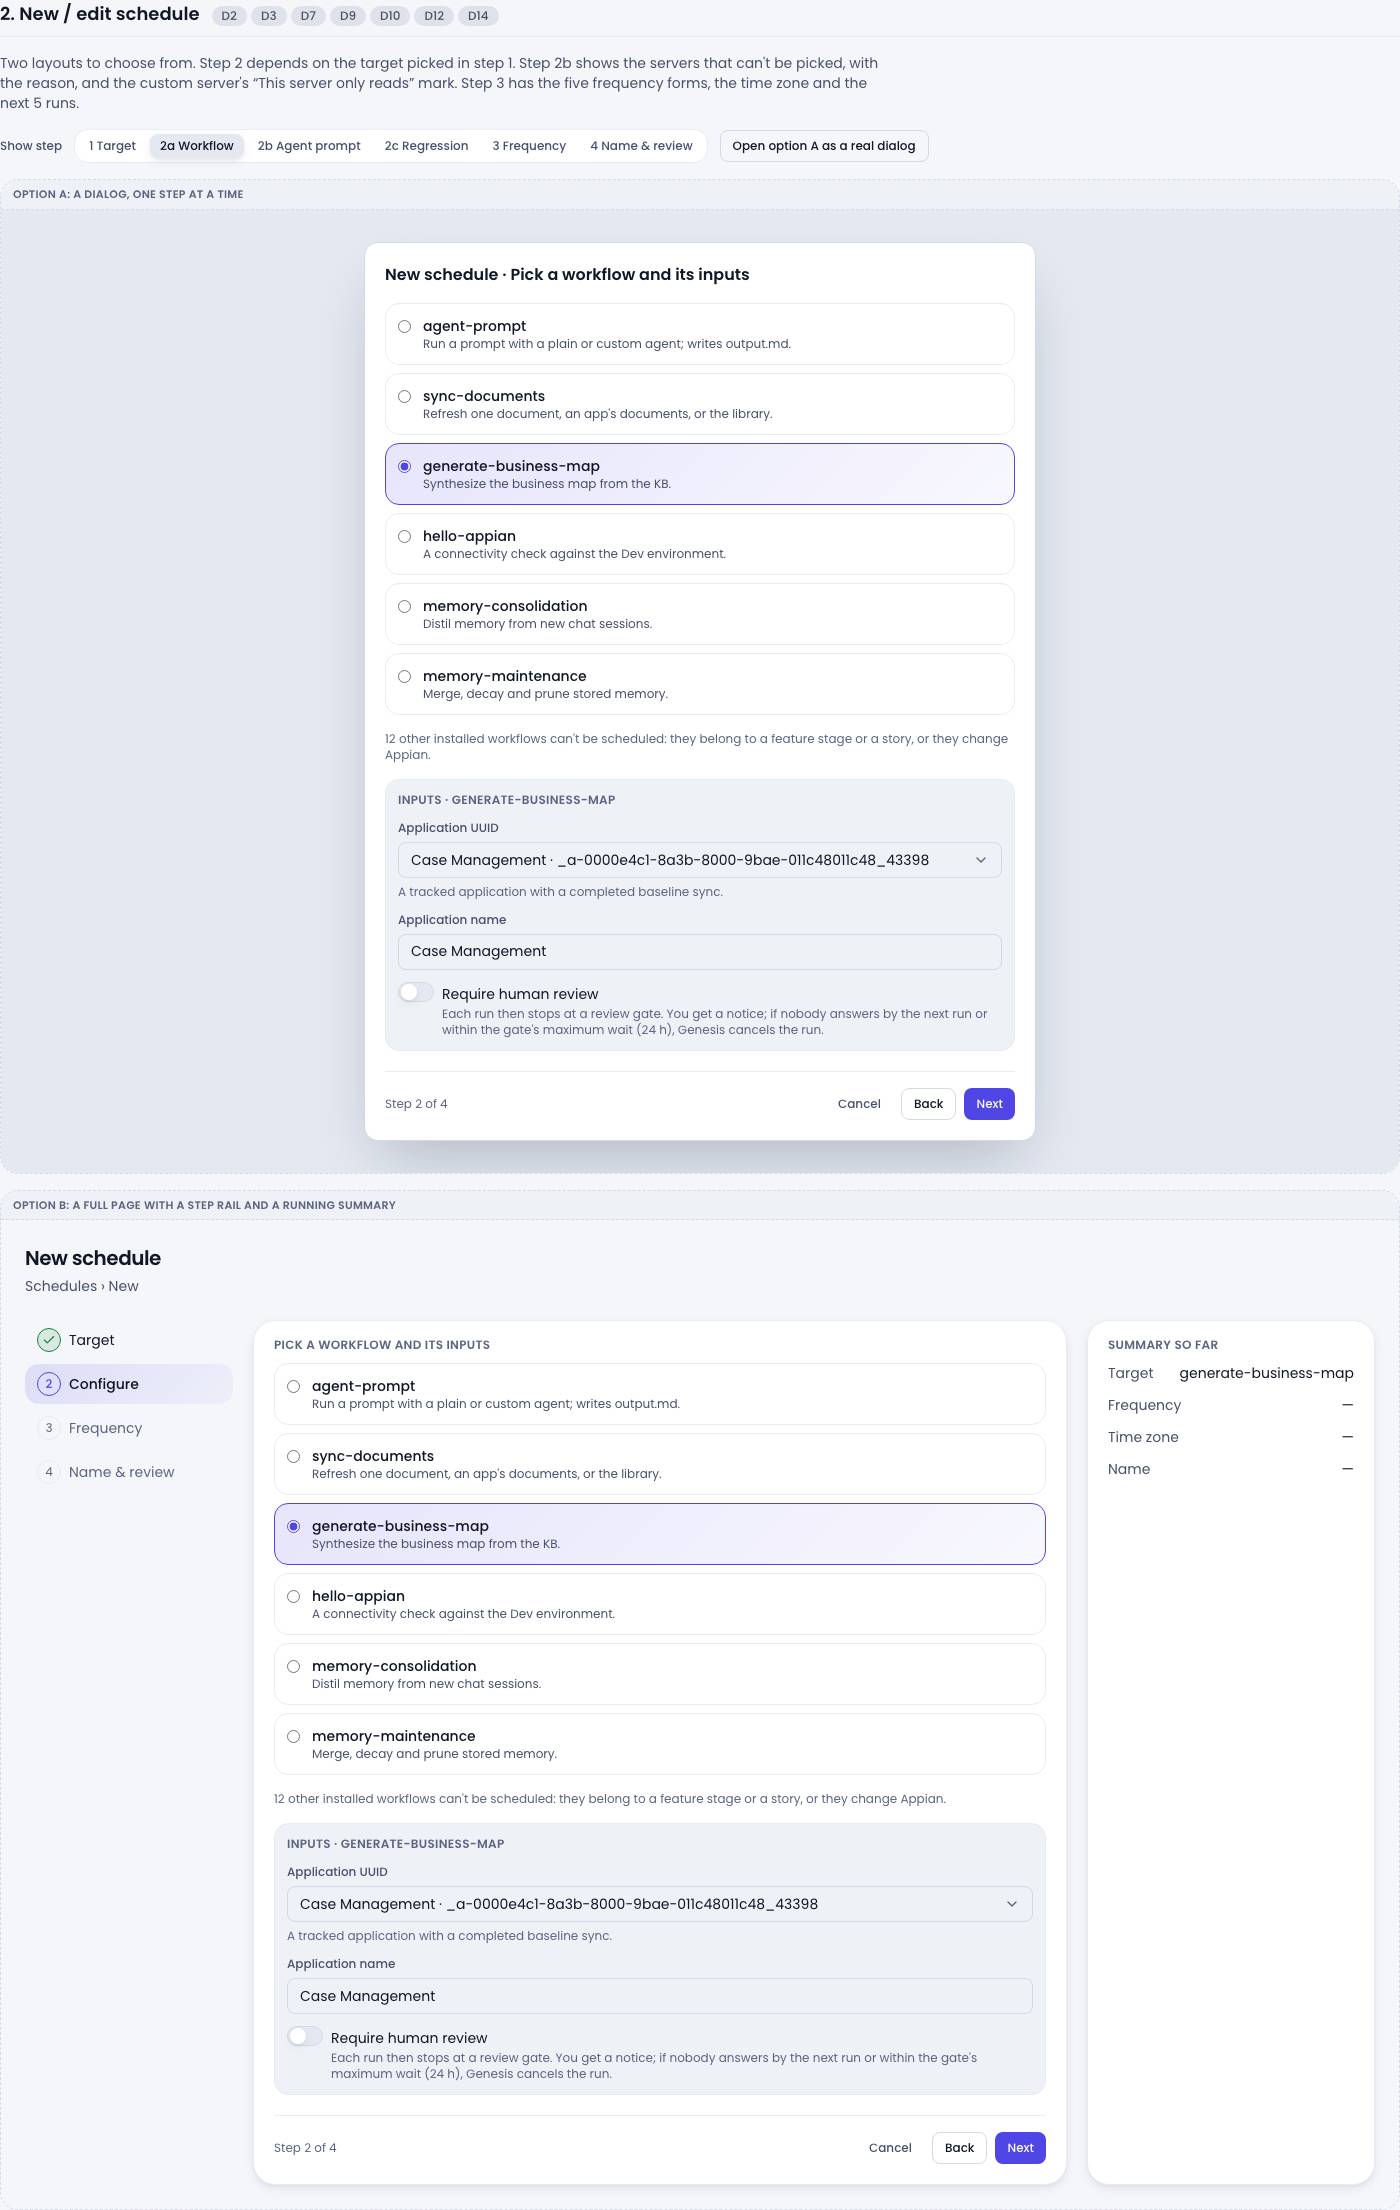 2. New / edit schedule D2 D3 D7 D9 D10 D12 D14
Two layouts to choose from. Step 2 depends on the target picked in step 1. Step 2b shows the servers that can't be picked, with
the reason, and the custom server's “This server only reads” mark. Step 3 has the five frequency forms, the time zone and the
next 5 runs.
Show step 1 Target 2a Workflow 2b Agent prompt 2c Regression 3 Frequency 4 Name & review Open option A as a real dialog
OPTION A: A DIALOG, ONE STEP AT A TIME
New schedule · Pick a workflow and its inputs
agent-prompt
Run a prompt with a plain or custom agent; writes output.md.
sync-documents
Refresh one document, an app's documents, or the library.
generate-business-map
Synthesize the business map from the KB.
hello-appian
A connectivity check against the Dev environment.
memory-consolidation
Distil memory from new chat sessions.
memory-maintenance
Merge, decay and prune stored memory.
12 other installed workflows can't be scheduled: they belong to a feature stage or a story, or they change
Appian.
INPUTS · GENERATE-BUSINESS-MAP
Application UUID
Case Management · _a-0000e4c1-8a3b-8000-9bae-011c48011c48_43398
A tracked application with a completed baseline sync.
Application name
Case Management
Require human review
Each run then stops at a review gate. You get a notice; if nobody answers by the next run or
within the gate's maximum wait (24 h), Genesis cancels the run.
Step 2 of 4 Cancel Back Next
OPTION B: A FULL PAGE WITH A STEP RAIL AND A RUNNING SUMMARY
New schedule
Schedules › New
Target
2 Configure
3 Frequency
4 Name & review
PICK A WORKFLOW AND ITS INPUTS
agent-prompt
Run a prompt with a plain or custom agent; writes output.md.
sync-documents
Refresh one document, an app's documents, or the library.
generate-business-map
Synthesize the business map from the KB.
hello-appian
A connectivity check against the Dev environment.
memory-consolidation
Distil memory from new chat sessions.
memory-maintenance
Merge, decay and prune stored memory.
12 other installed workflows can't be scheduled: they belong to a feature stage or a story, or they change Appian.
INPUTS · GENERATE-BUSINESS-MAP
Application UUID
Case Management · _a-0000e4c1-8a3b-8000-9bae-011c48011c48_43398
A tracked application with a completed baseline sync.
Application name
Case Management
Require human review
Each run then stops at a review gate. You get a notice; if nobody answers by the next run or within the gate's
maximum wait (24 h), Genesis cancels the run.
Step 2 of 4 Cancel Back Next
SUMMARY SO FAR
Target generate-business-map
Frequency —
Time zone —
Name —